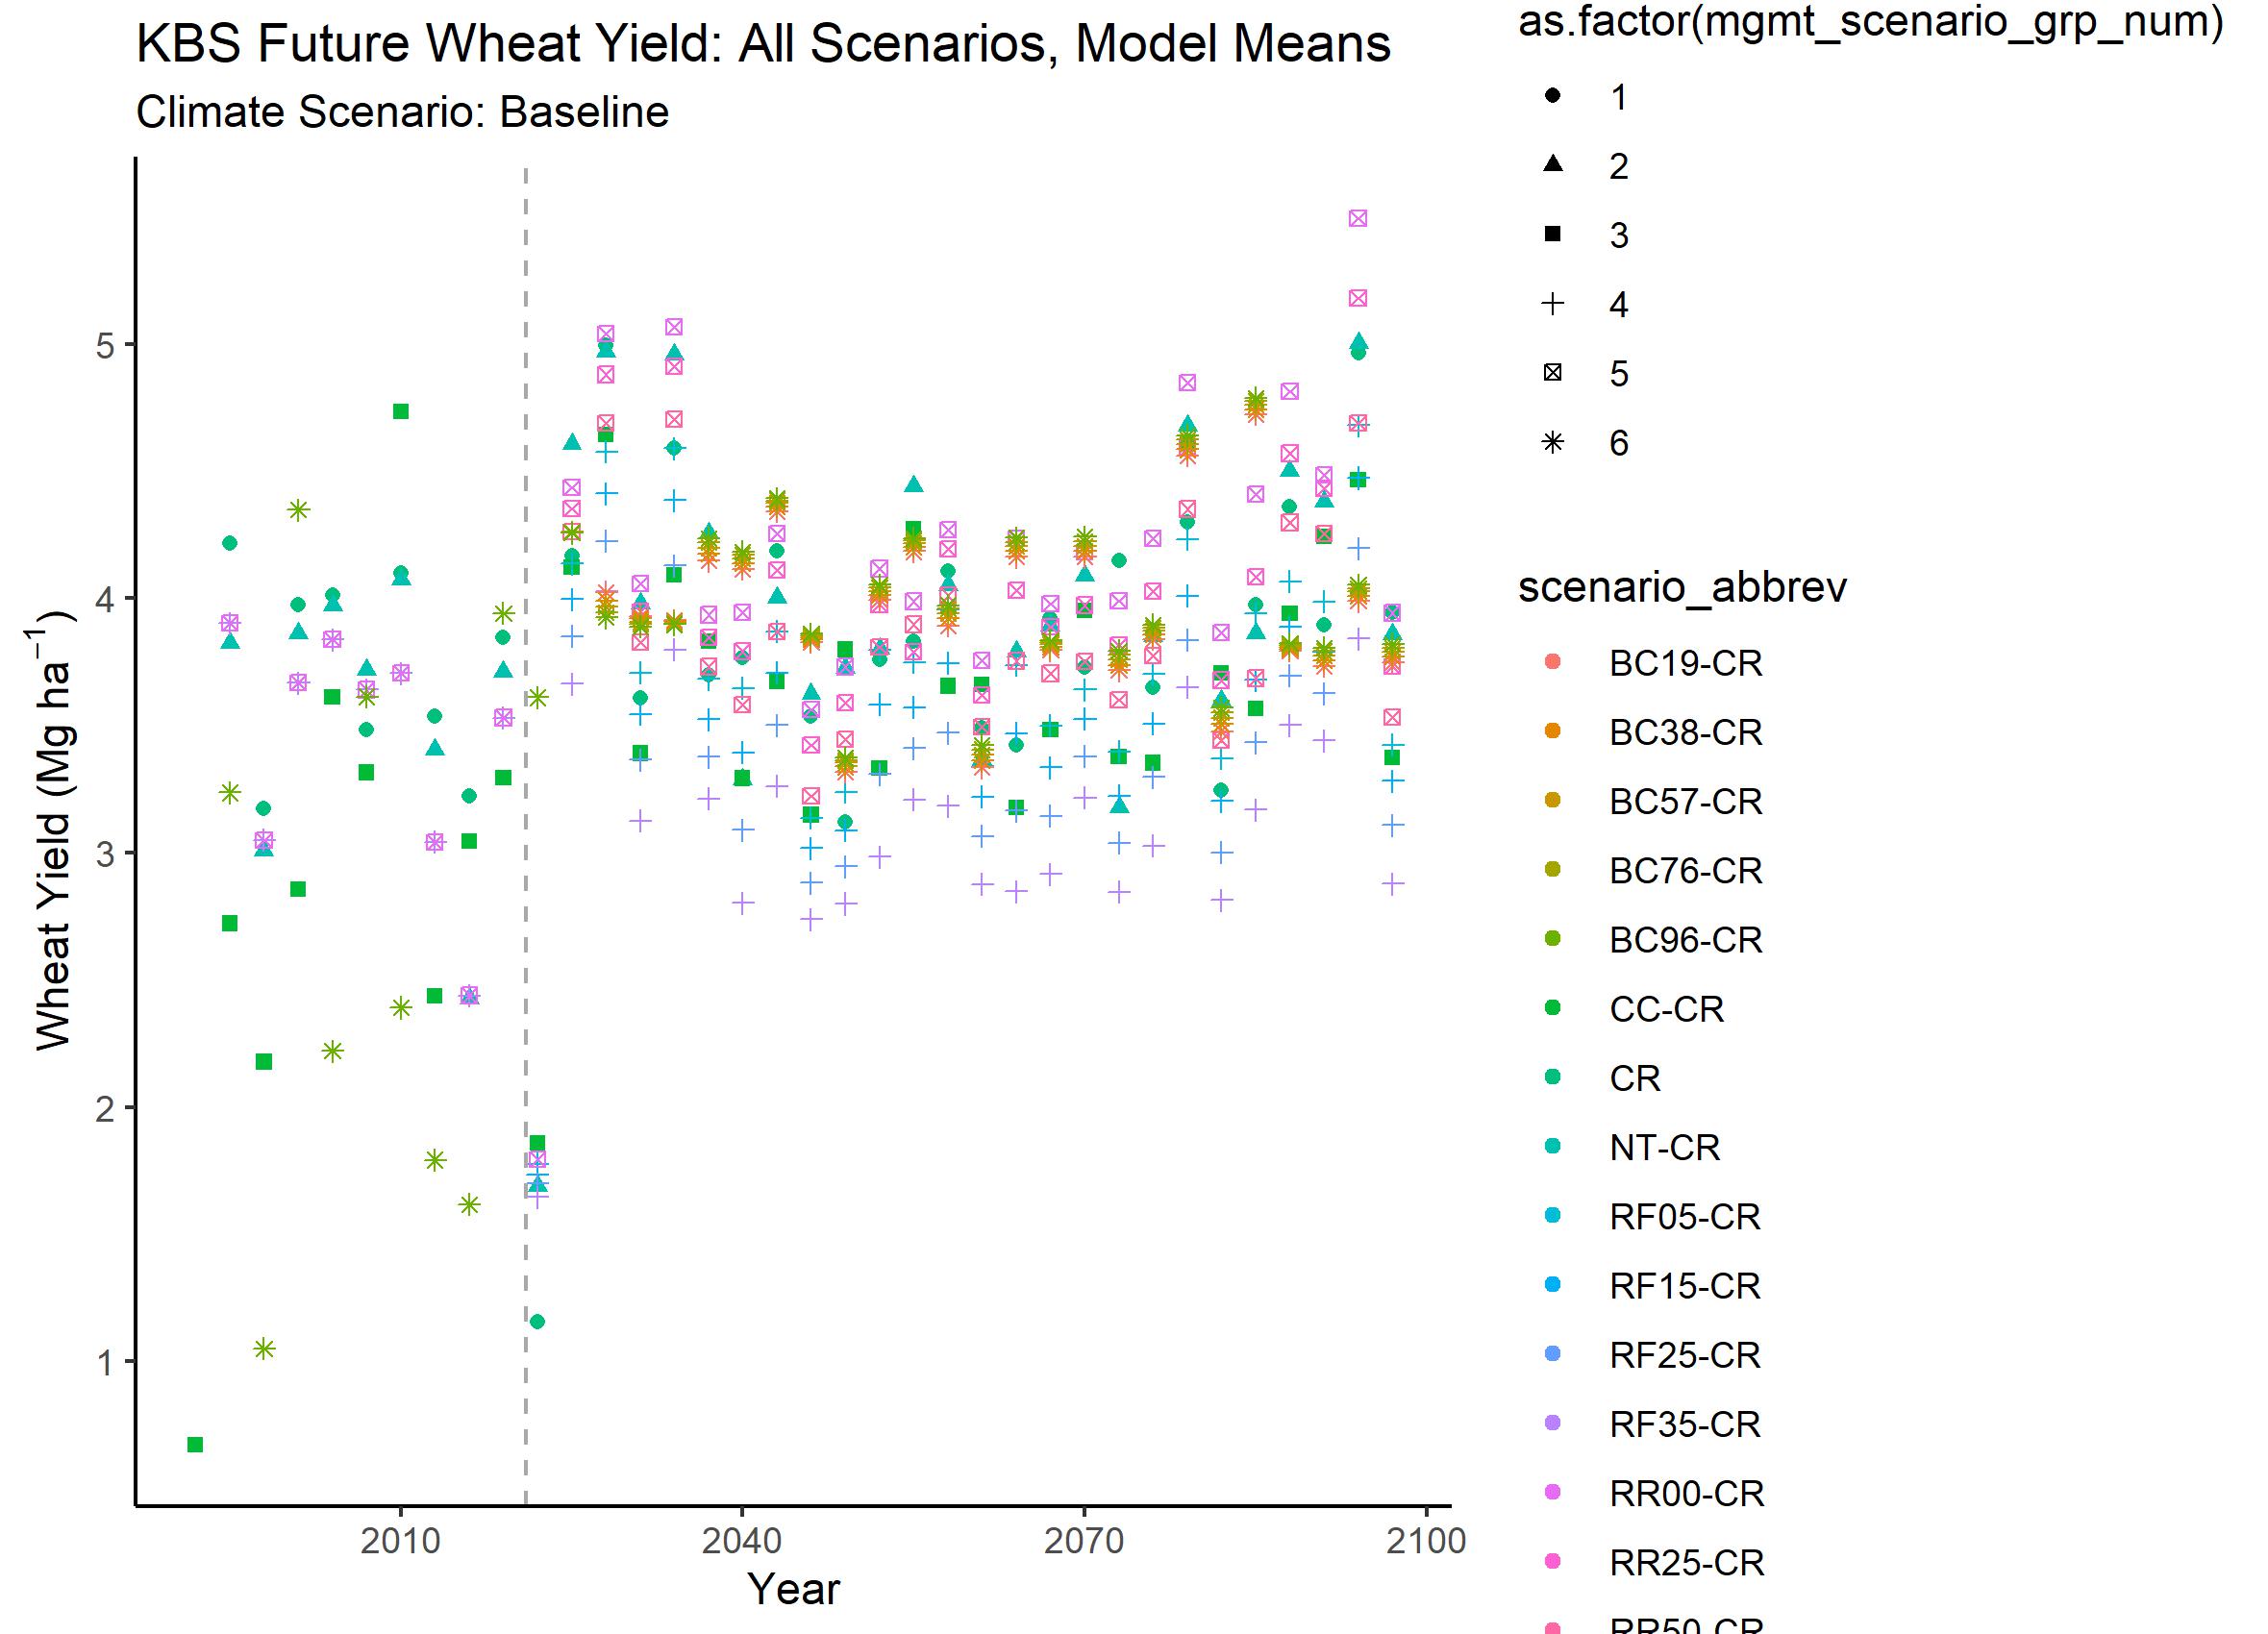 KBS Future Wheat Yield: All Scenarios, Model Means
Climate Scenario: Baseline
Wheat Yield (Mg ha⁻¹)
5
4
3
2
1
2010
2040
2070
2100
Year
as.factor(mgmt_scenario_grp_num)
1
2
3
4
5
6
scenario_abbrev
BC19-CR
BC38-CR
BC57-CR
BC76-CR
BC96-CR
CC-CR
CR
NT-CR
RF05-CR
RF15-CR
RF25-CR
RF35-CR
RR00-CR
RR25-CR
RR50-CR